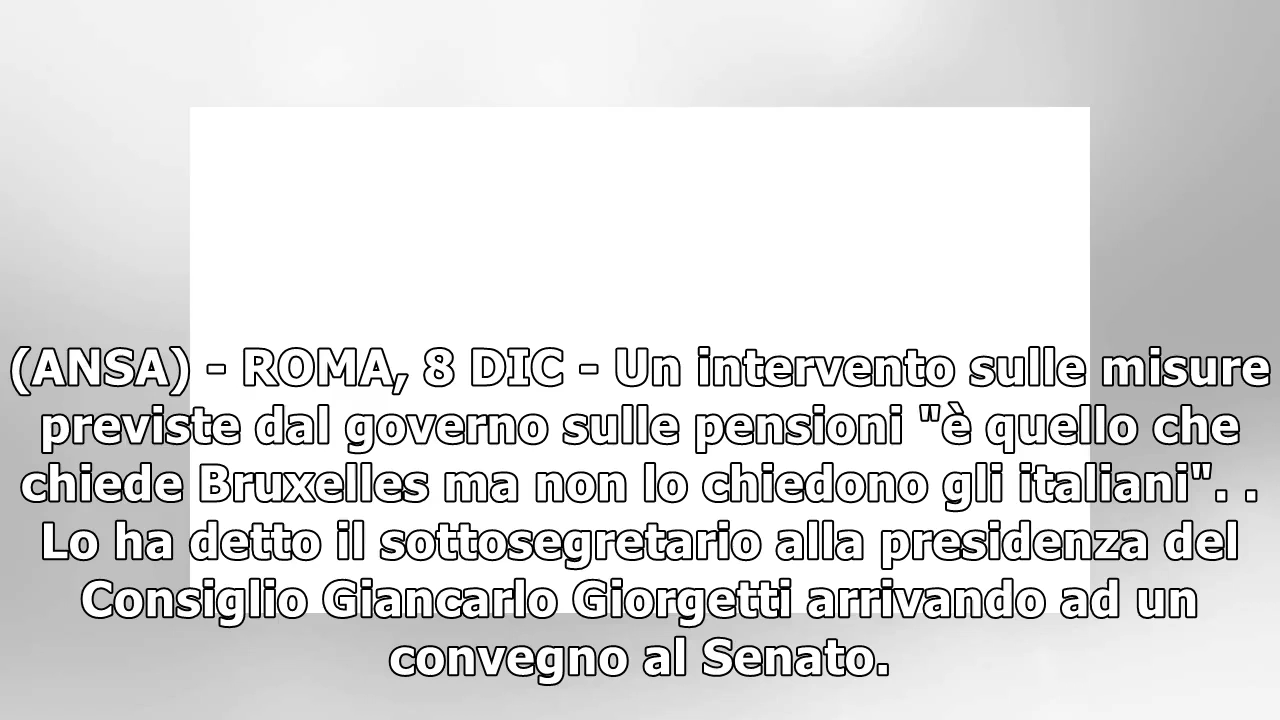 (ANSA) - ROMA, 8 DIC - Un intervento sulle misure
previste dal governo sulle pensioni "è quello che
chiede Bruxelles ma non lo chiedono gli italiani". .
Lo ha detto il sottosegretario alla presidenza del
Consiglio Giancarlo Giorgetti arrivando ad un
convegno al Senato.